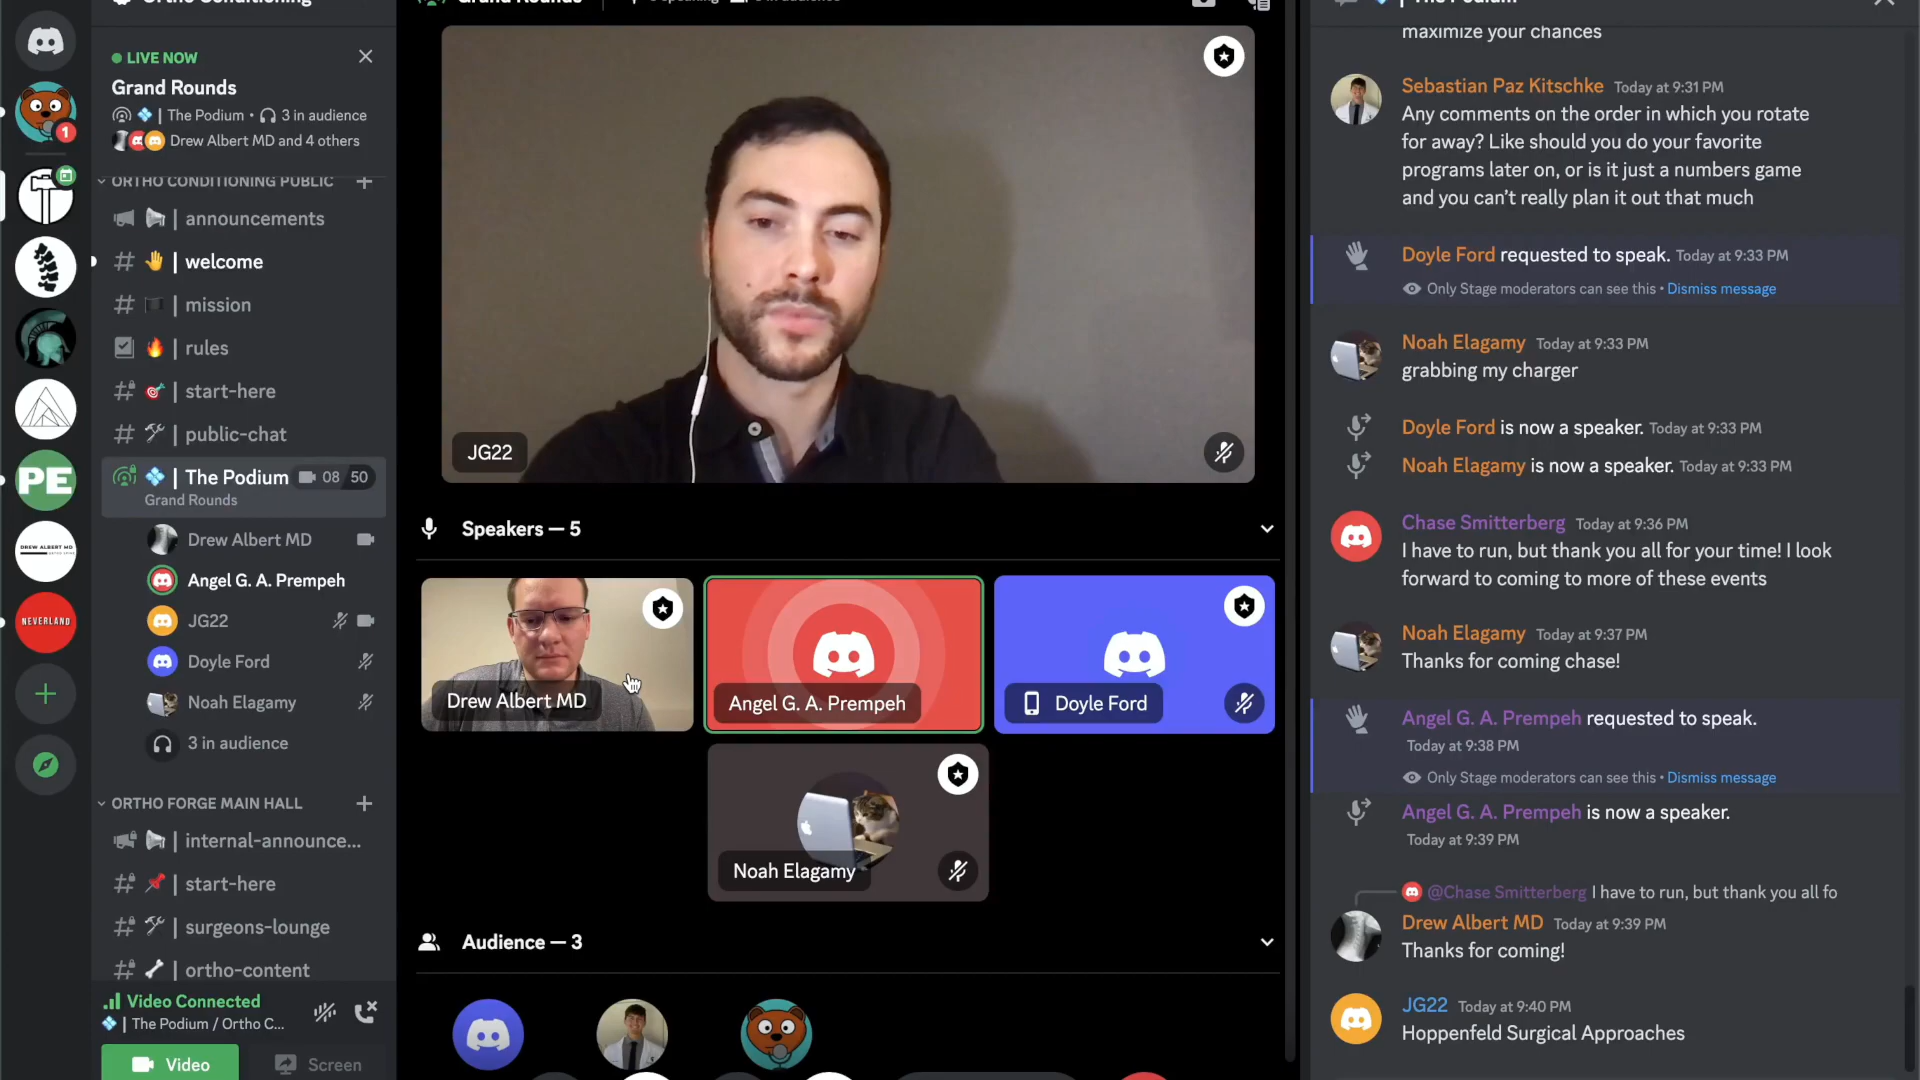 Ortho Conditioning
LIVE NOW
Grand Rounds
| The Podium • 3 in audience
Drew Albert MD and 4 others
ORTHO CONDITIONING PUBLIC
| announcements
| welcome
| mission
| rules
| start-here
| public-chat
| The Podium 08 50
Grand Rounds
Drew Albert MD
Angel G. A. Prempeh
JG22
Doyle Ford
Noah Elagamy
3 in audience
ORTHO FORGE MAIN HALL
| internal-announce...
| start-here
| surgeons-lounge
| ortho-content
Video Connected
| The Podium / Ortho C...
Video
Screen
1
PE
DREW ALBERT MD
NEVERLAND
Grand Rounds
JG22
Speakers — 5
Drew Albert MD
Angel G. A. Prempeh
Doyle Ford
Noah Elagamy
Audience — 3
| The Podium
maximize your chances
Sebastian Paz Kitschke Today at 9:31 PM
Any comments on the order in which you rotate
for away? Like should you do your favorite
programs later on, or is it just a numbers game
and you can't really plan it out that much
Doyle Ford requested to speak. Today at 9:33 PM
Only Stage moderators can see this • Dismiss message
Noah Elagamy Today at 9:33 PM
grabbing my charger
Doyle Ford is now a speaker. Today at 9:33 PM
Noah Elagamy is now a speaker. Today at 9:33 PM
Chase Smitterberg Today at 9:36 PM
I have to run, but thank you all for your time! I look
forward to coming to more of these events
Noah Elagamy Today at 9:37 PM
Thanks for coming chase!
Angel G. A. Prempeh requested to speak.
Today at 9:38 PM
Only Stage moderators can see this • Dismiss message
Angel G. A. Prempeh is now a speaker.
Today at 9:39 PM
@Chase Smitterberg I have to run, but thank you all fo
Drew Albert MD Today at 9:39 PM
Thanks for coming!
JG22 Today at 9:40 PM
Hoppenfeld Surgical Approaches